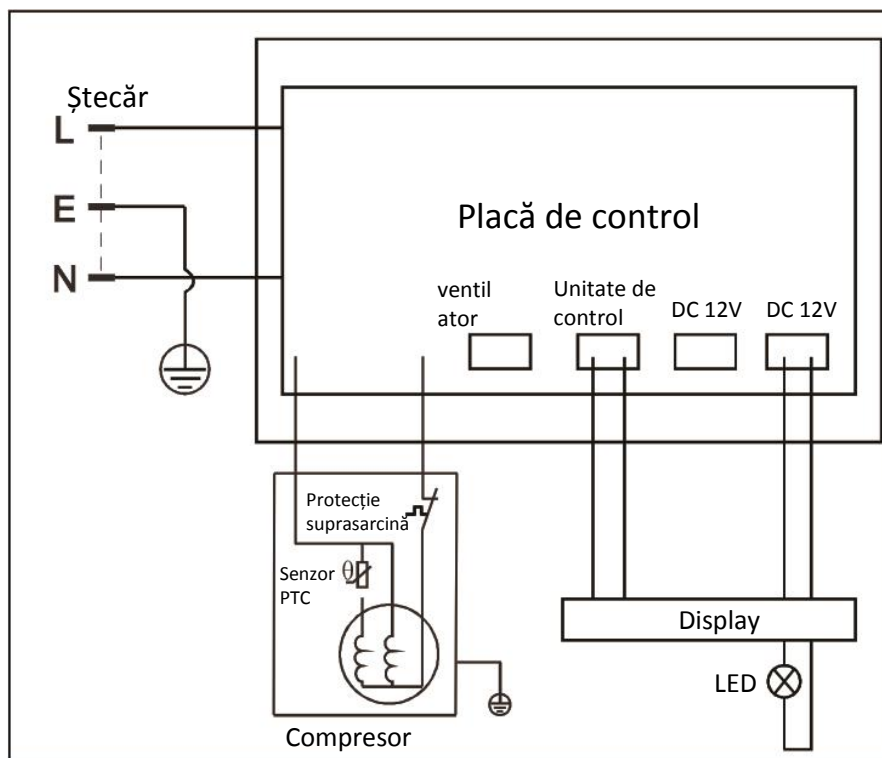 Ștecăr
L
E
N
Placă de control
ventil
ator
Unitate de
control
DC 12V
DC 12V
Protecție
suprasarcină
Senzor
PTC
θ
Compresor
Display
LED